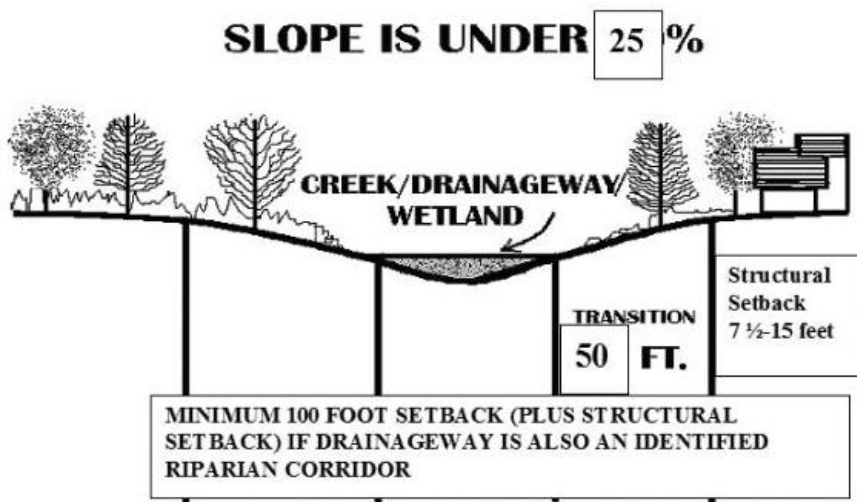 SLOPE IS UNDER 25 %
CREEK/DRAINAGEWAY/
WETLAND
Structural
Setback
7 ½-15 feet
TRANSITION
50 FT.
MINIMUM 100 FOOT SETBACK (PLUS STRUCTURAL
SETBACK) IF DRAINAGEWAY IS ALSO AN IDENTIFIED
RIPARIAN CORRIDOR